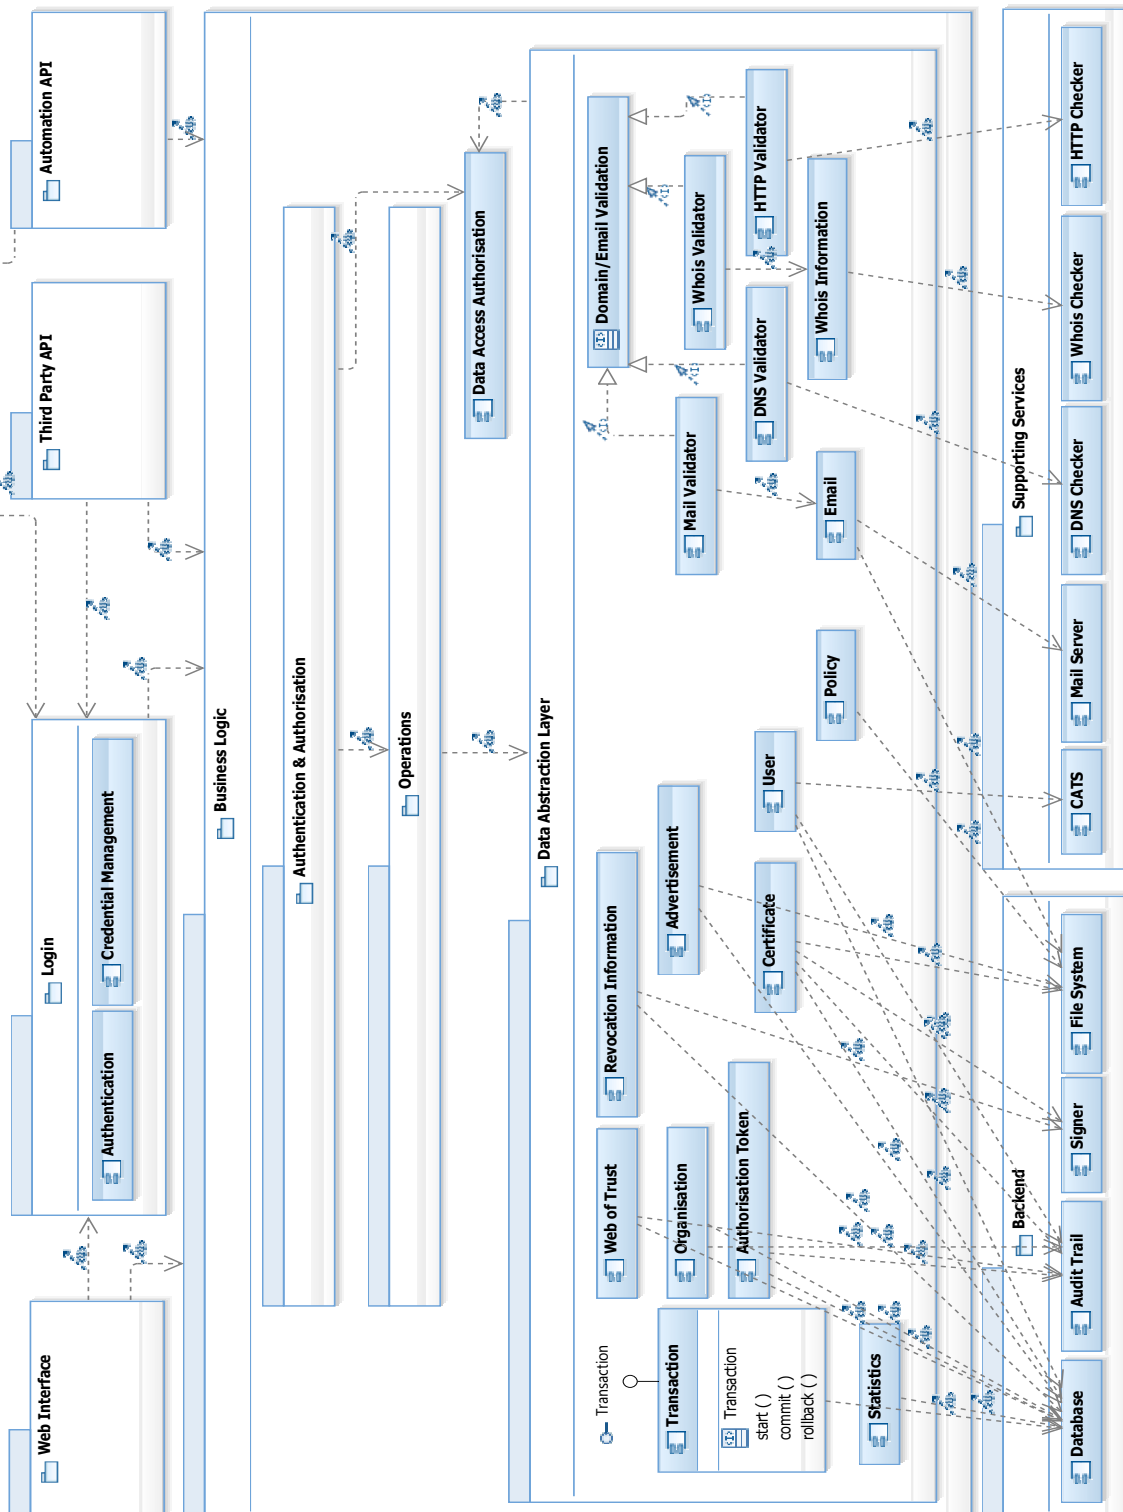 Web Interface
Login
Authentication
Credential Management
Third Party API
Automation API
Business Logic
Authentication & Authorisation
Operations
Data Access Authorisation
Data Abstraction Layer
Transaction
Transaction
Transaction
start ( )
commit ( )
rollback ( )
Statistics
Web of Trust
Organisation
Authorisation Token
Revocation Information
Advertisement
Certificate
User
Policy
Email
Mail Validator
DNS Validator
Whois Validator
HTTP Validator
Whois Information
Domain/Email Validation
Backend
Database
Audit Trail
Signer
File System
Supporting Services
CATS
Mail Server
DNS Checker
Whois Checker
HTTP Checker